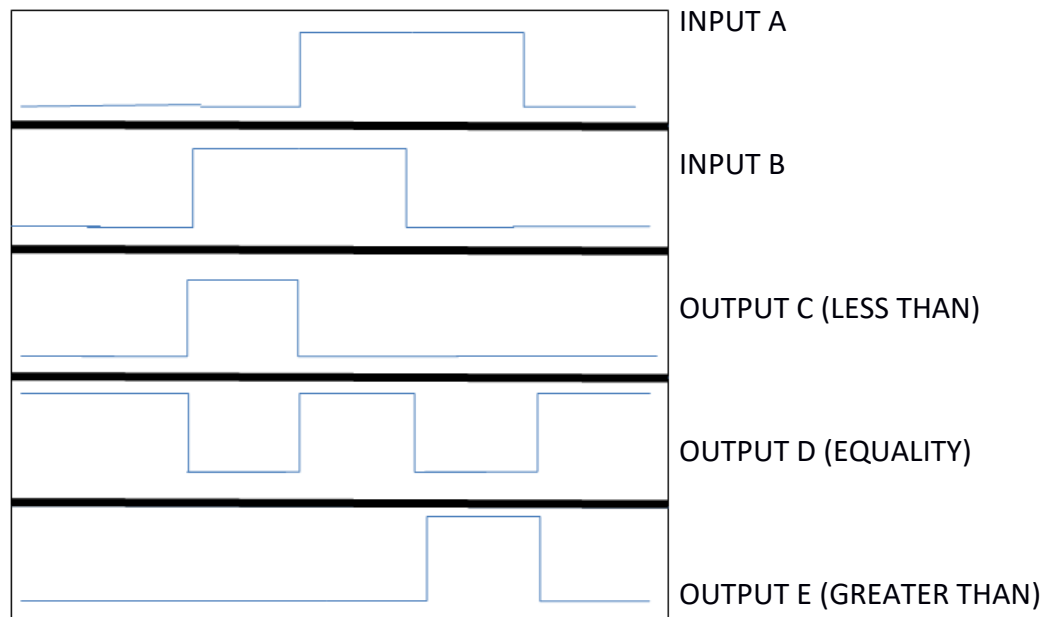 INPUT A
INPUT B
OUTPUT C (LESS THAN)
OUTPUT D (EQUALITY)
OUTPUT E (GREATER THAN)